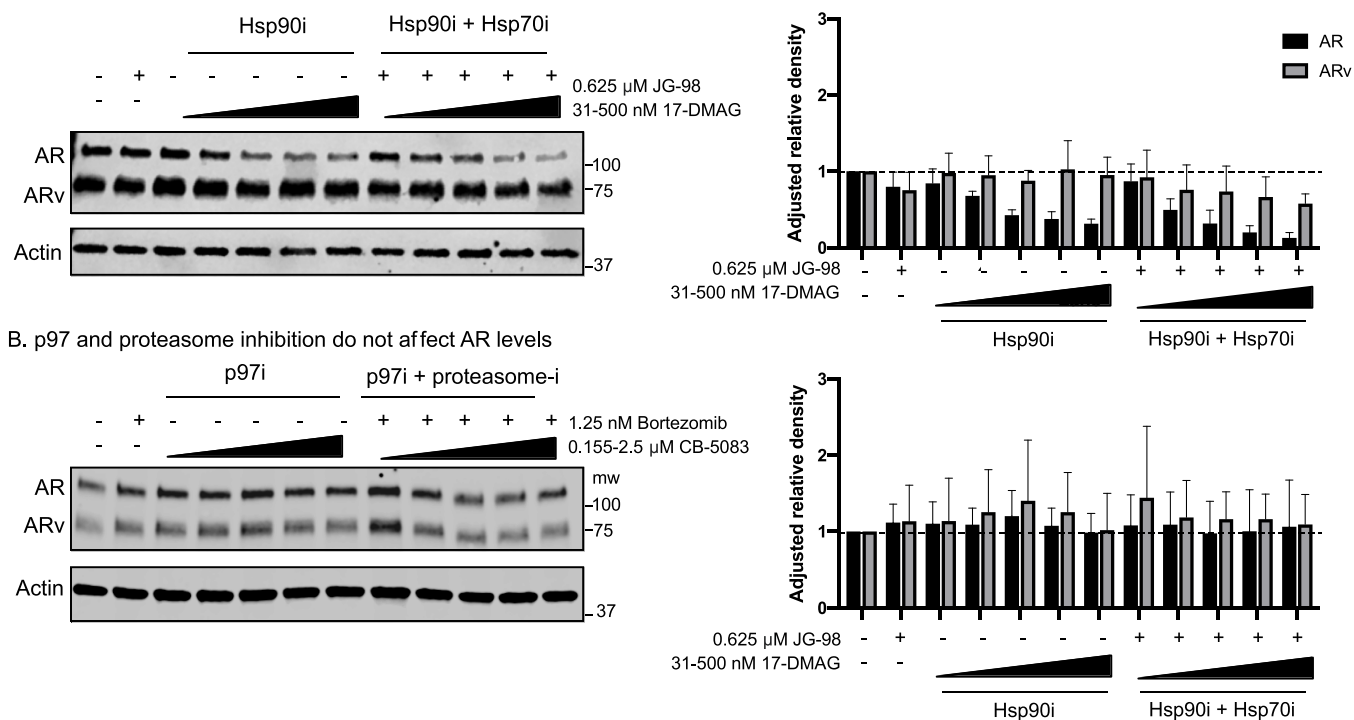 Hsp90i
Hsp90i + Hsp70i
- + - - - - - + + + + +
0.625 µM JG-98
- -
31-500 nM 17-DMAG
AR
100
ARv
75
Actin
37
3
2
1
0
Adjusted relative density
AR
ARv
0.625 µM JG-98
- + - - - - - + + + + +
31-500 nM 17-DMAG
- -
Hsp90i
Hsp90i + Hsp70i
B. p97 and proteasome inhibition do not affect AR levels
p97i
p97i + proteasome-i
- + - - - - - + + + + +
1.25 nM Bortezomib
- -
0.155-2.5 µM CB-5083
mw
AR
100
ARv
75
Actin
37
3
2
1
0
Adjusted relative density
0.625 µM JG-98
- + - - - - - + + + + +
31-500 nM 17-DMAG
- -
Hsp90i
Hsp90i + Hsp70i